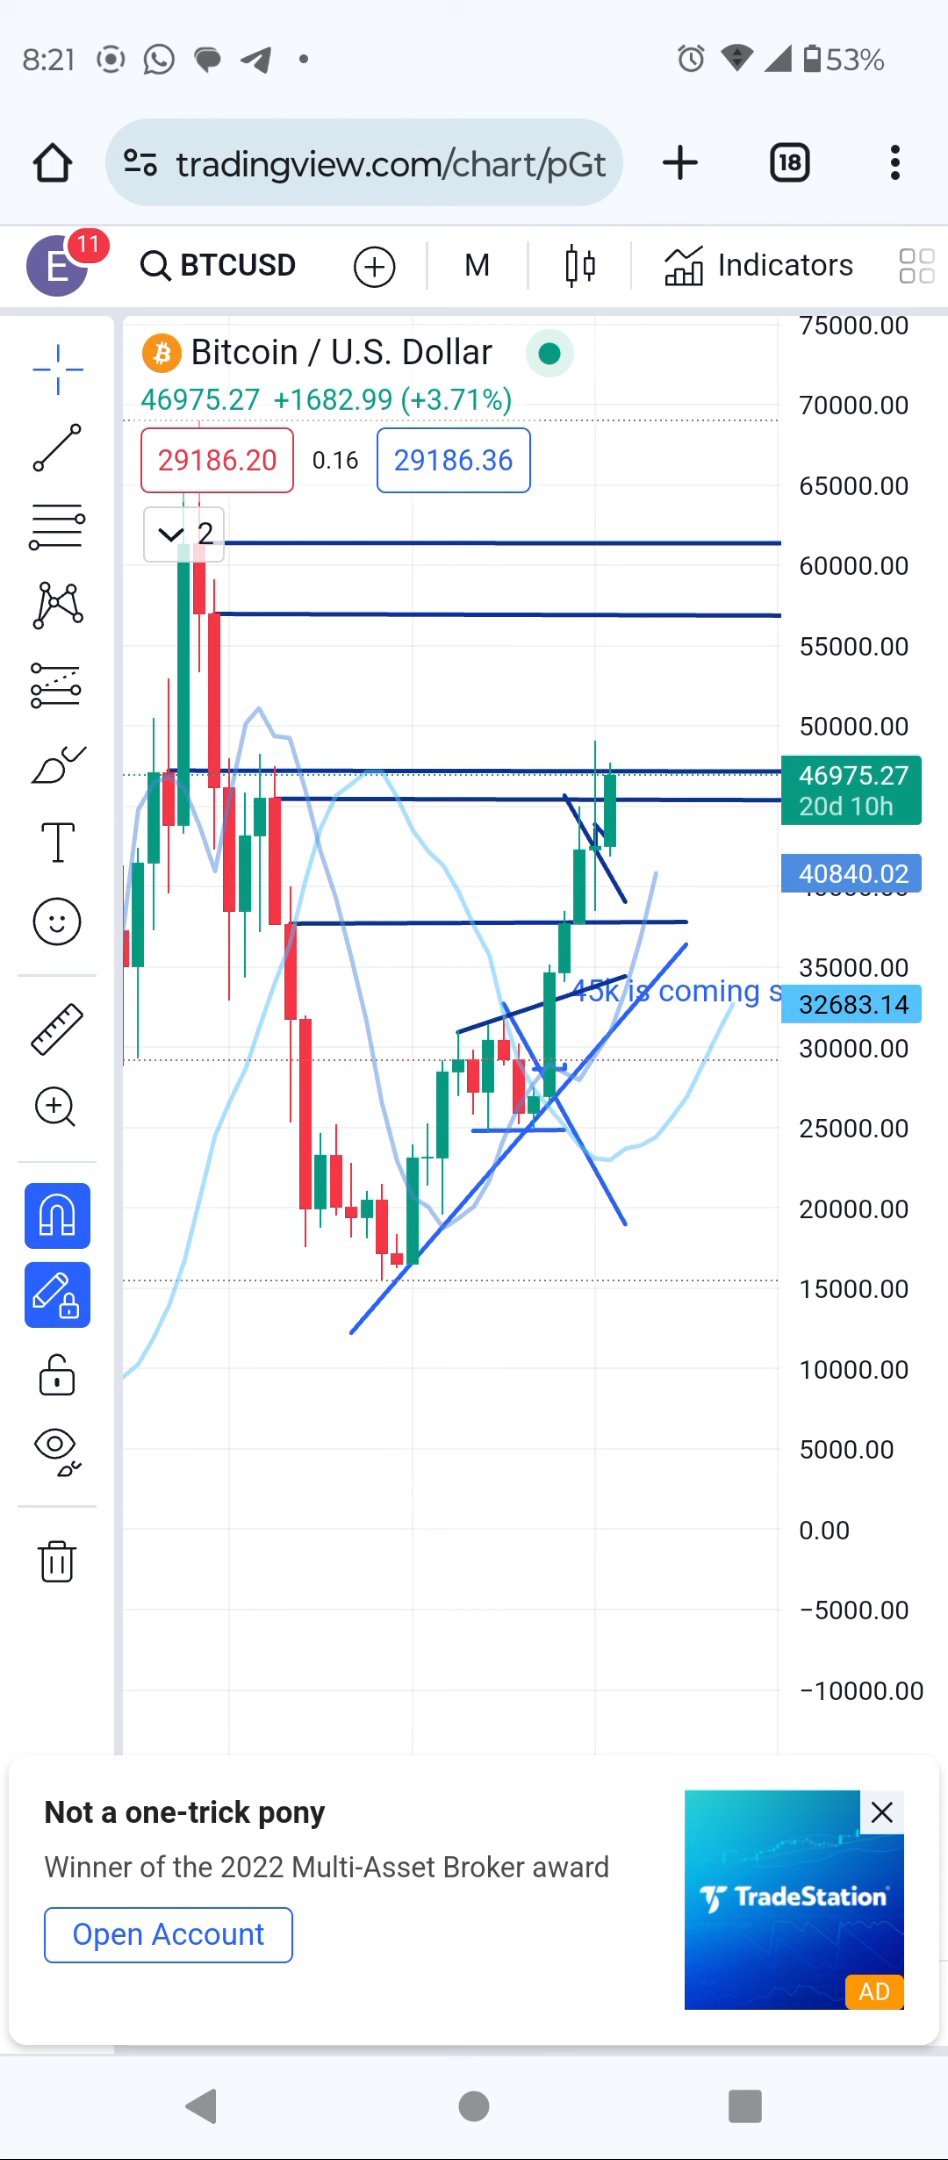 8:21
53%
tradingview.com/chart/pGt
18
E
11
BTCUSD
M
Indicators
Bitcoin / U.S. Dollar
46975.27 +1682.99 (+3.71%)
29186.20
0.16
29186.36
2
75000.00
70000.00
65000.00
60000.00
55000.00
50000.00
46975.27
20d 10h
40840.02
35000.00
45k is coming s
32683.14
30000.00
25000.00
20000.00
15000.00
10000.00
5000.00
0.00
−5000.00
−10000.00
Not a one-trick pony
Winner of the 2022 Multi-Asset Broker award
Open Account
TradeStation
AD